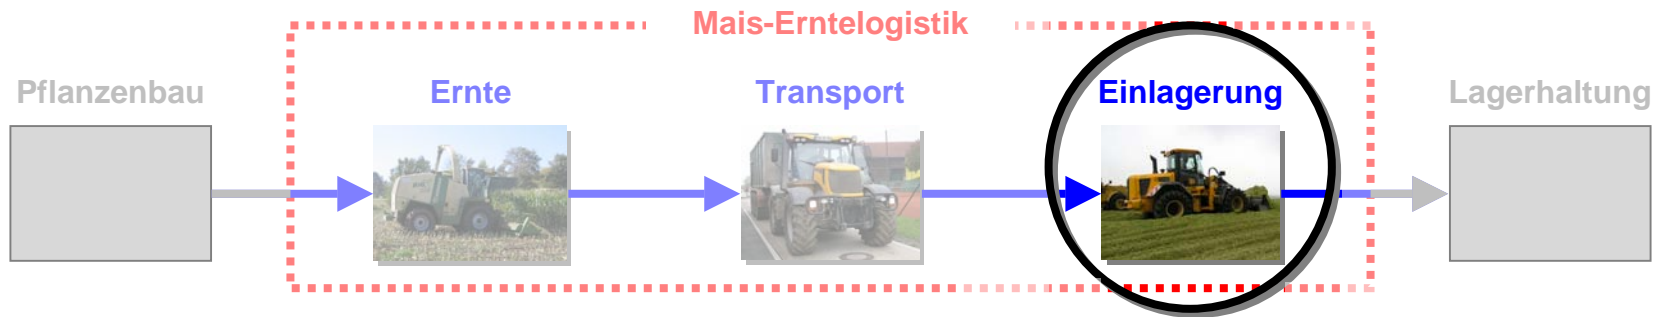 Mais-Erntelogistik
Pflanzenbau
Ernte
Transport
Einlagerung
Lagerhaltung